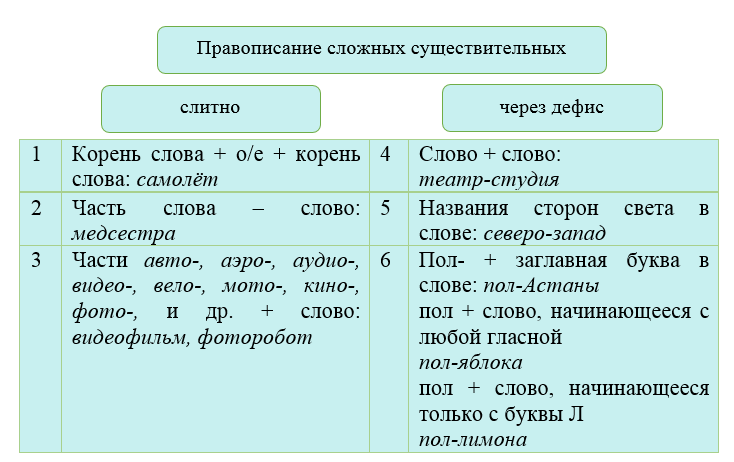 Правописание сложных существительных
слитно
через дефис
1
Корень слова + о/е + корень
слова: самолёт
4
Слово + слово:
театр-студия
2
Часть слова – слово:
медсестра
5
Названия сторон света в
слове: северо-запад
3
Части авто-, аэро-, аудио-,
видео-, вело-, мото-, кино-,
фото-, и др. + слово:
видеофильм, фоторобот
6
Пол- + заглавная буква в
слове: пол-Астаны
пол + слово, начинающееся с
любой гласной
пол-яблока
пол + слово, начинающееся
только с буквы Л
пол-лимона